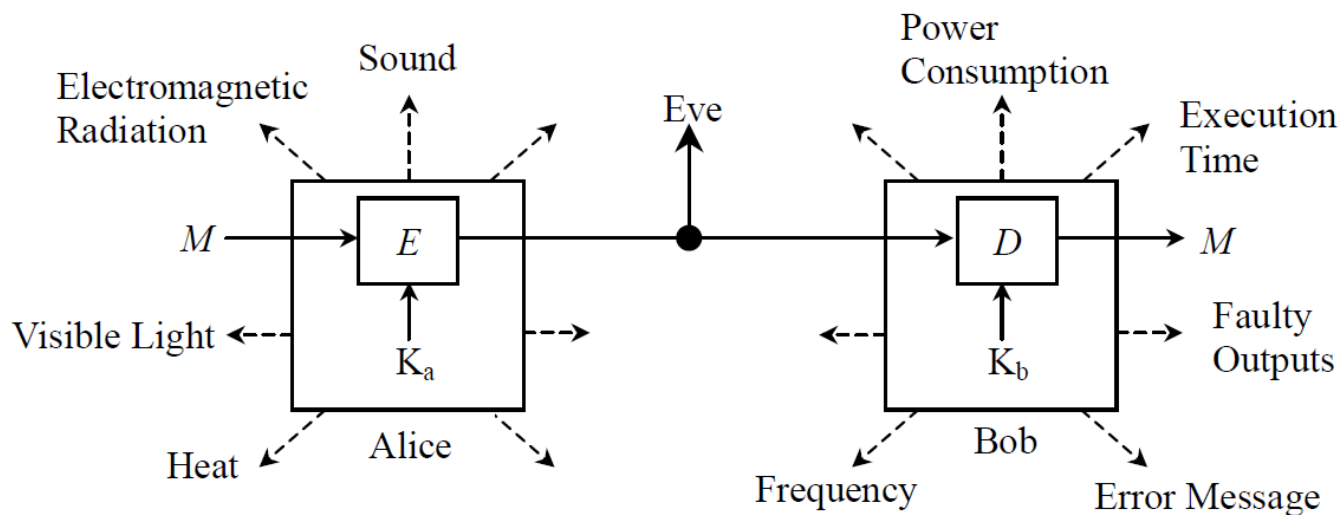 Sound
Electromagnetic
Radiation
Eve
Power
Consumption
Execution
Time
M
E
D
M
Visible Light
Kₐ
K_b
Faulty
Outputs
Heat
Alice
Bob
Frequency
Error Message